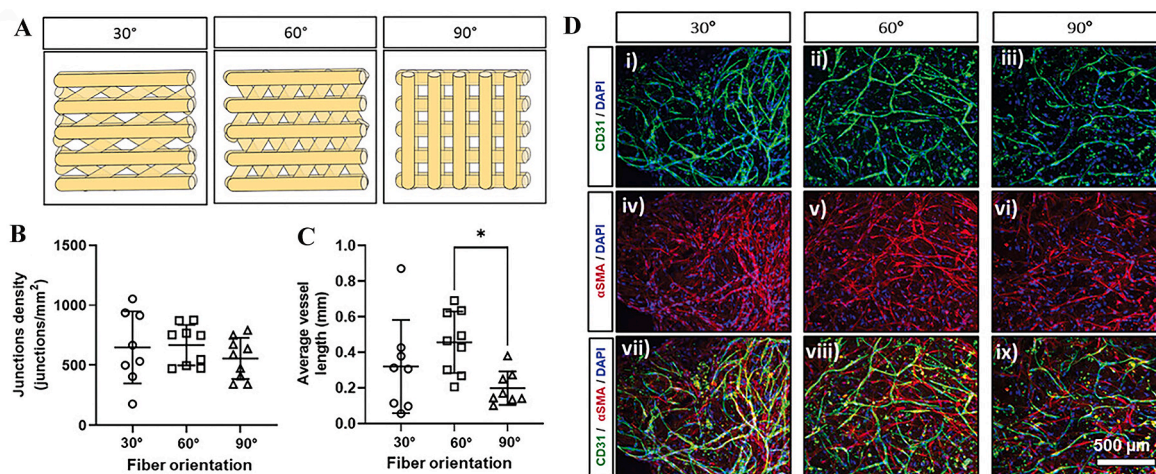 A
30°
60°
90°
B
1500
1000
500
0
Junctions density
(junctions/mm²)
30°
60°
90°
Fiber orientation
C
*
1.0
0.8
0.6
0.4
0.2
0.0
Average vessel
length (mm)
30°
60°
90°
Fiber orientation
D
30°
60°
90°
CD31 / DAPI
i)
ii)
iii)
αSMA / DAPI
iv)
v)
vi)
CD31 / αSMA / DAPI
vii)
viii)
ix)
500 µm